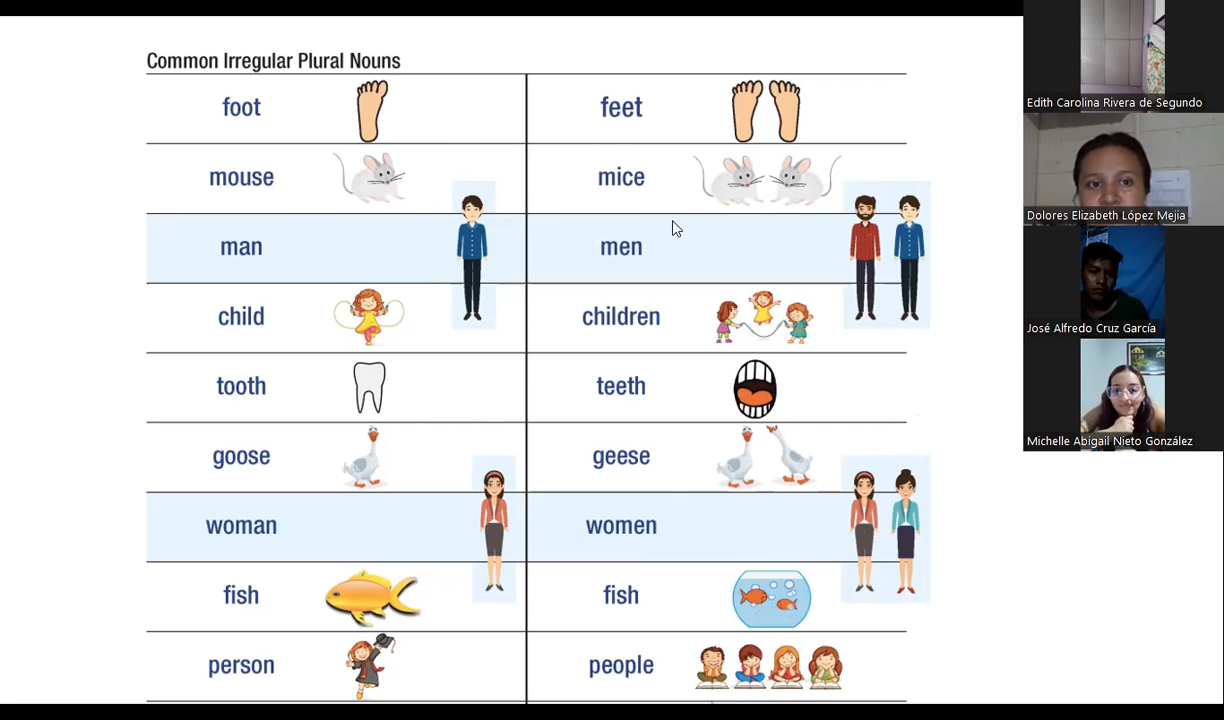 Common Irregular Plural Nouns
foot feet
mouse mice
man men
child children
tooth teeth
goose geese
woman women
fish fish
person people
Edith Carolina Rivera de Segundo
Dolores Elizabeth López Mejia
José Alfredo Cruz García
Michelle Abigail Nieto González